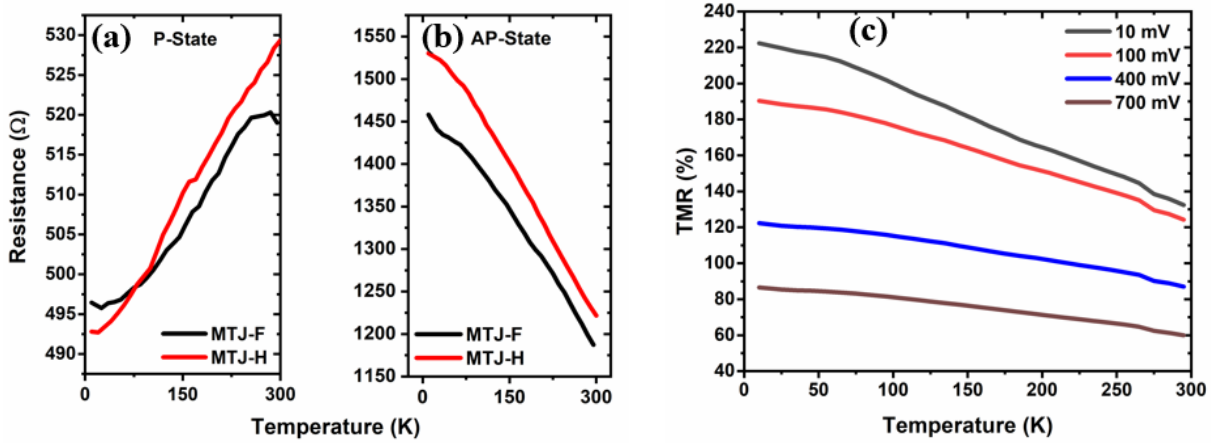 (a) P-State
530
525
520
515
510
505
500
495
490
Resistance (Ω)
MTJ-F
MTJ-H
0 150 300
(b) AP-State
1550
1500
1450
1400
1350
1300
1250
1200
1150
MTJ-F
MTJ-H
0 150 300
Temperature (K)
(c)
240
220
200
180
160
140
120
100
80
60
40
TMR (%)
10 mV
100 mV
400 mV
700 mV
0 50 100 150 200 250 300
Temperature (K)